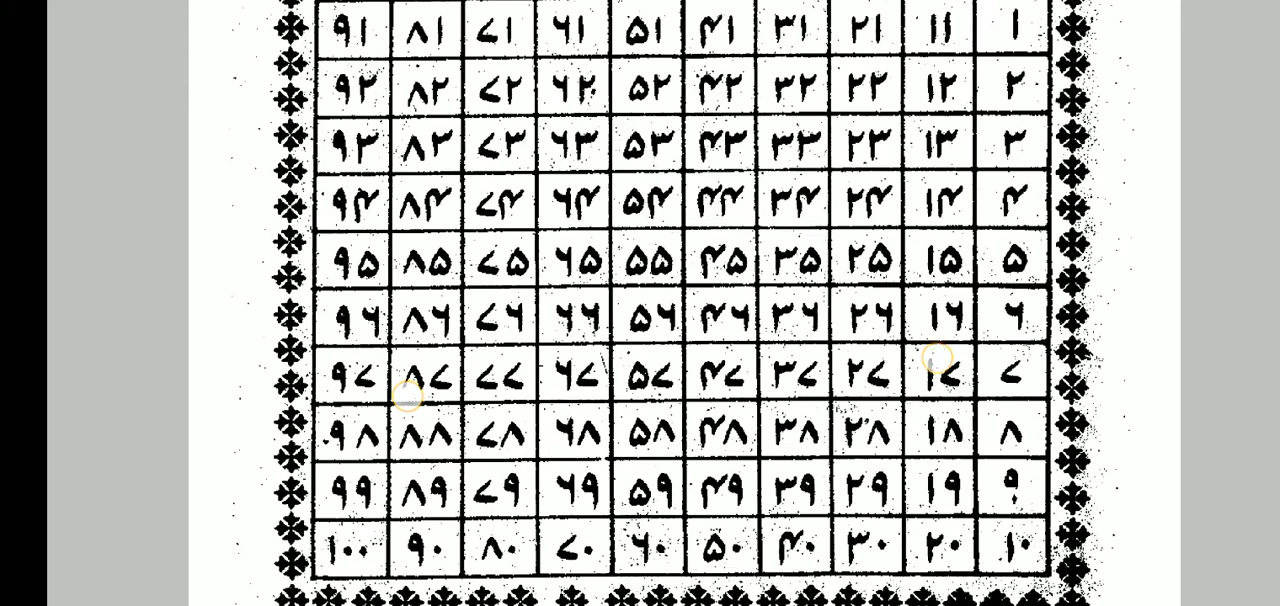 ۱ ۱۱ ۲۱ ۳۱ ۴۱ ۵۱ ۶۱ ۷۱ ۸۱ ۹۱
۲ ۱۲ ۲۲ ۳۲ ۴۲ ۵۲ ۶۲ ۷۲ ۸۲ ۹۲
۳ ۱۳ ۲۳ ۳۳ ۴۳ ۵۳ ۶۳ ۷۳ ۸۳ ۹۳
۴ ۱۴ ۲۴ ۳۴ ۴۴ ۵۴ ۶۴ ۷۴ ۸۴ ۹۴
۵ ۱۵ ۲۵ ۳۵ ۴۵ ۵۵ ۶۵ ۷۵ ۸۵ ۹۵
۶ ۱۶ ۲۶ ۳۶ ۴۶ ۵۶ ۶۶ ۷۶ ۸۶ ۹۶
۷ ۱۷ ۲۷ ۳۷ ۴۷ ۵۷ ۶۷ ۷۷ ۸۷ ۹۷
۸ ۱۸ ۲۸ ۳۸ ۴۸ ۵۸ ۶۸ ۷۸ ۸۸ ۹۸
۹ ۱۹ ۲۹ ۳۹ ۴۹ ۵۹ ۶۹ ۷۹ ۸۹ ۹۹
۱۰ ۲۰ ۳۰ ۴۰ ۵۰ ۶۰ ۷۰ ۸۰ ۹۰ ۱۰۰